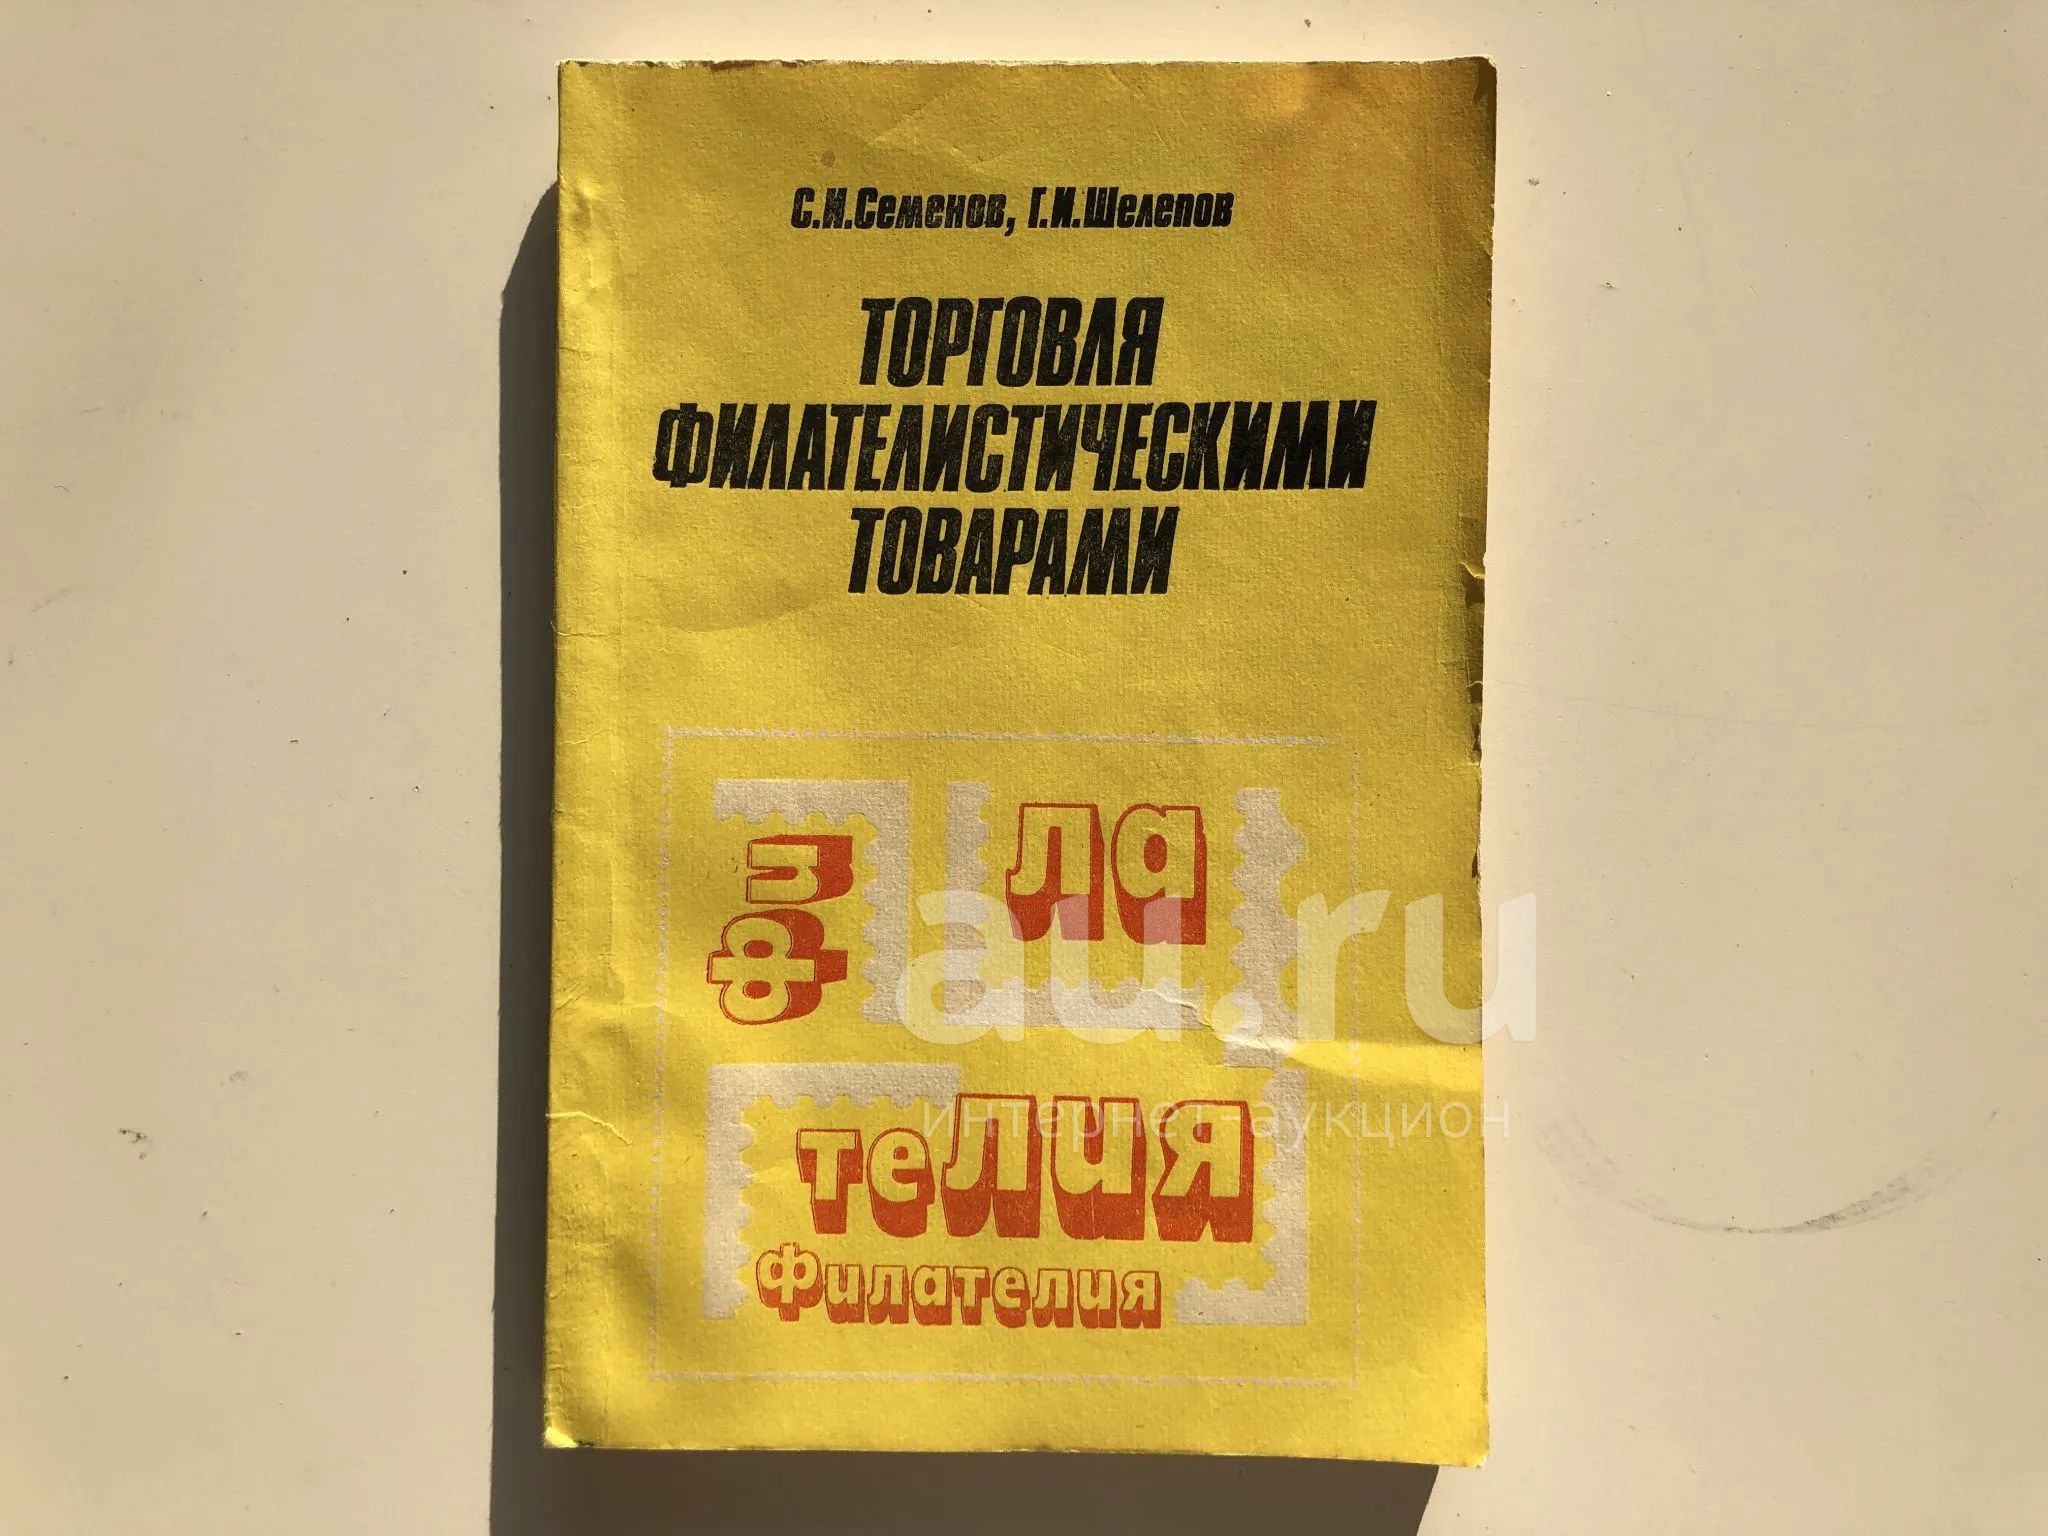 С.И.Семенов, Г.И.Шелепов
ТОРГОВЛЯ
ФИЛАТЕЛИСТИЧЕСКИМИ
ТОВАРАМИ
фи
ла
телия
Филателия
au.ru
интернет-аукцион